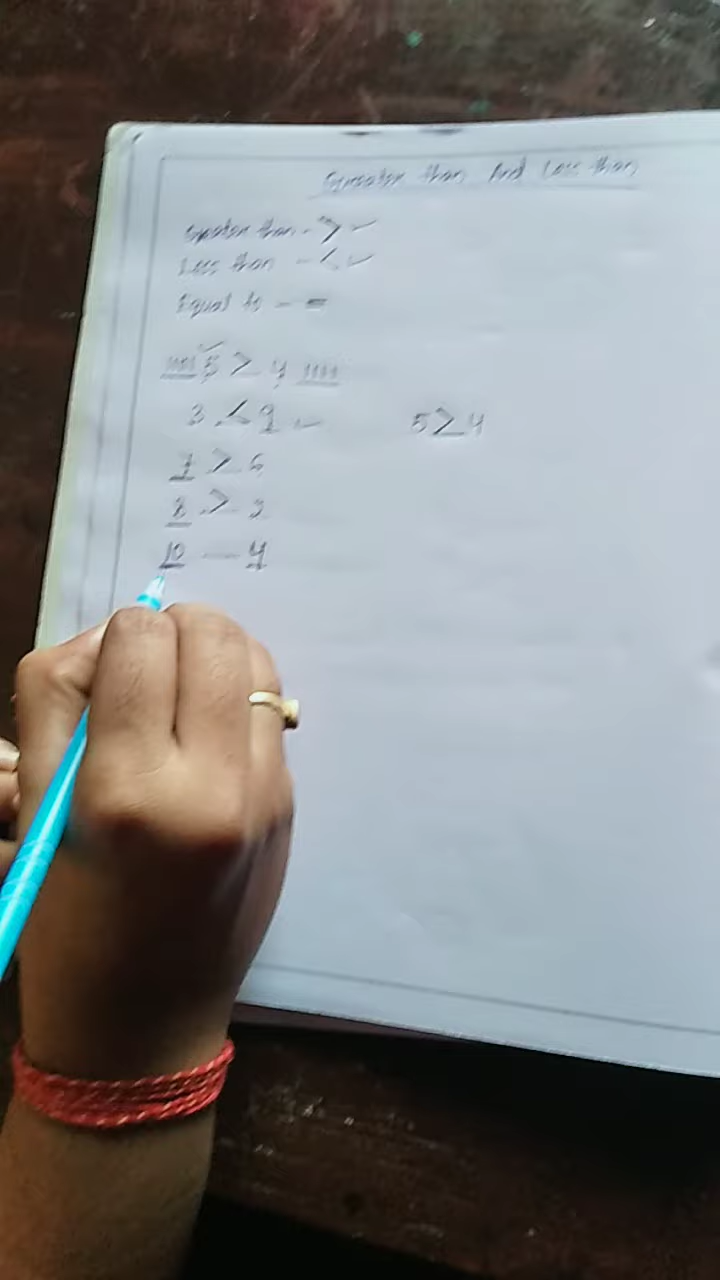 Greater than And Less than
Greater than - > ✓
Less than - < ✓
Equal to - =
5 > 4
3 < 9 ✓
5 > 4
7 > 6
8 > 3
10 — 4